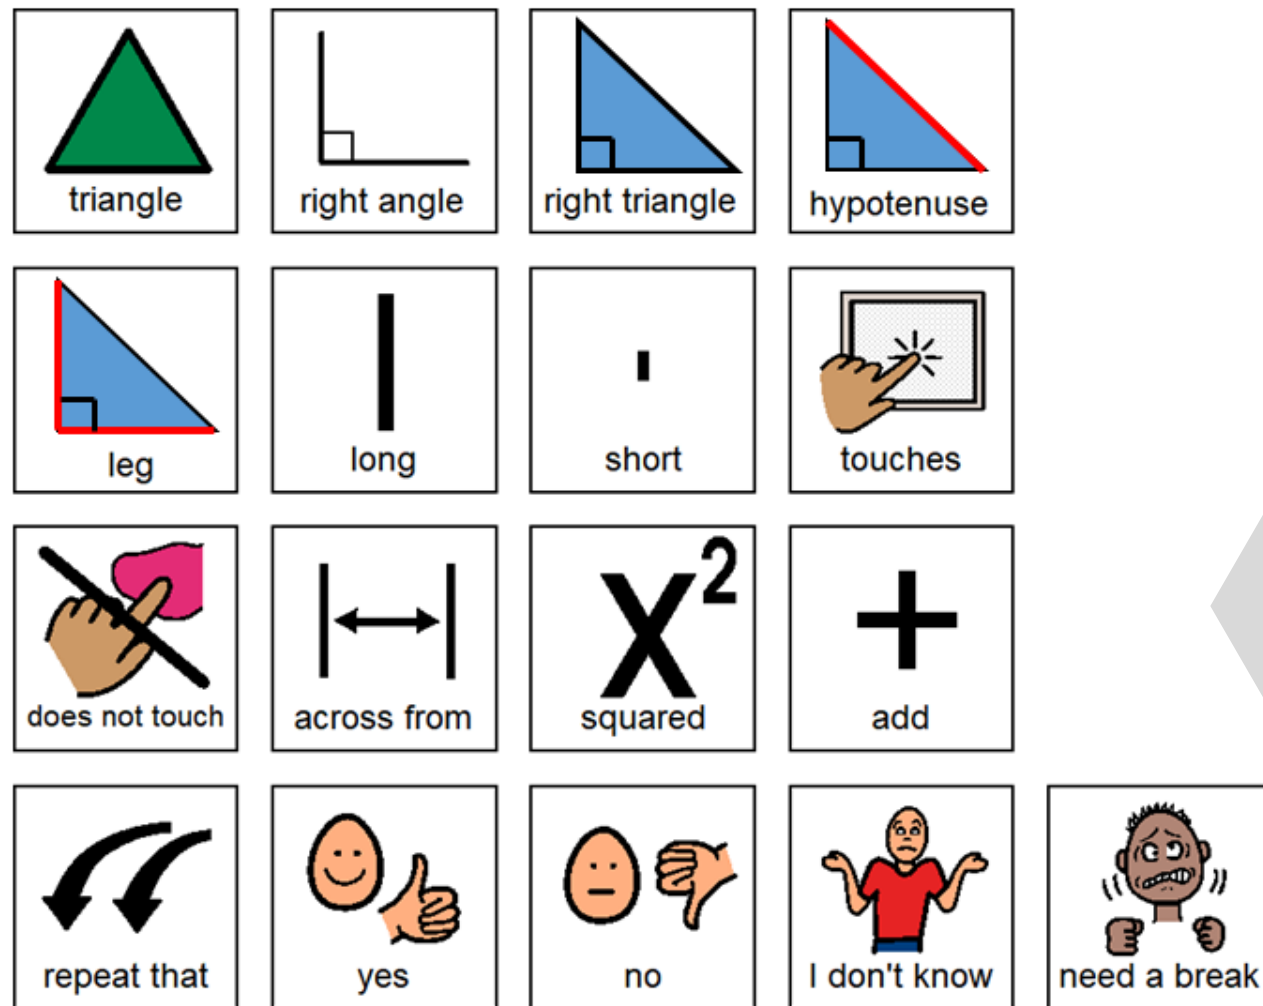 triangle
right angle
right triangle
hypotenuse
leg
long
short
touches
does not touch
across from
x²
squared
add
repeat that
yes
no
I don't know
need a break